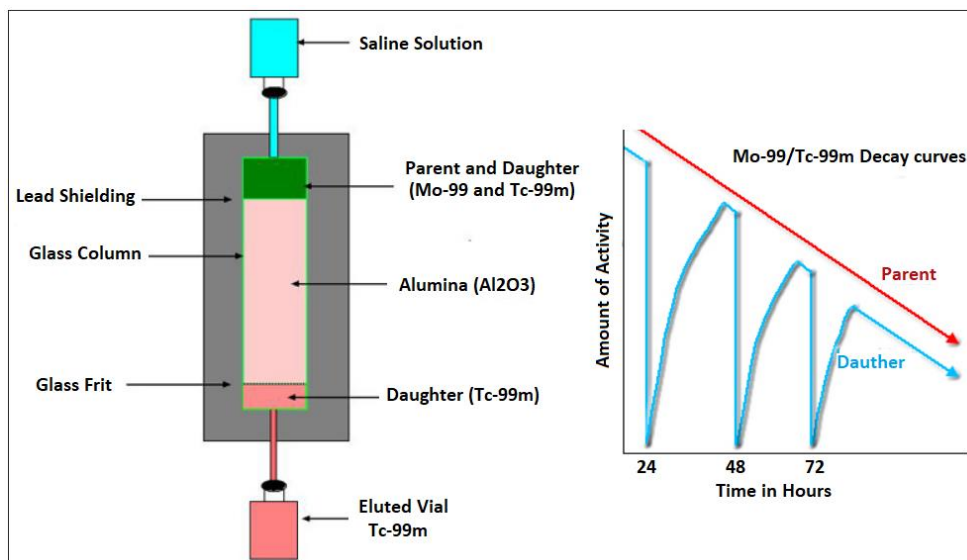 Saline Solution
Parent and Daughter
(Mo-99 and Tc-99m)
Lead Shielding
Glass Column
Alumina (Al2O3)
Glass Frit
Daughter (Tc-99m)
Eluted Vial
Tc-99m
Mo-99/Tc-99m Decay curves
Amount of Activity
Parent
Dauther
24 48 72
Time in Hours